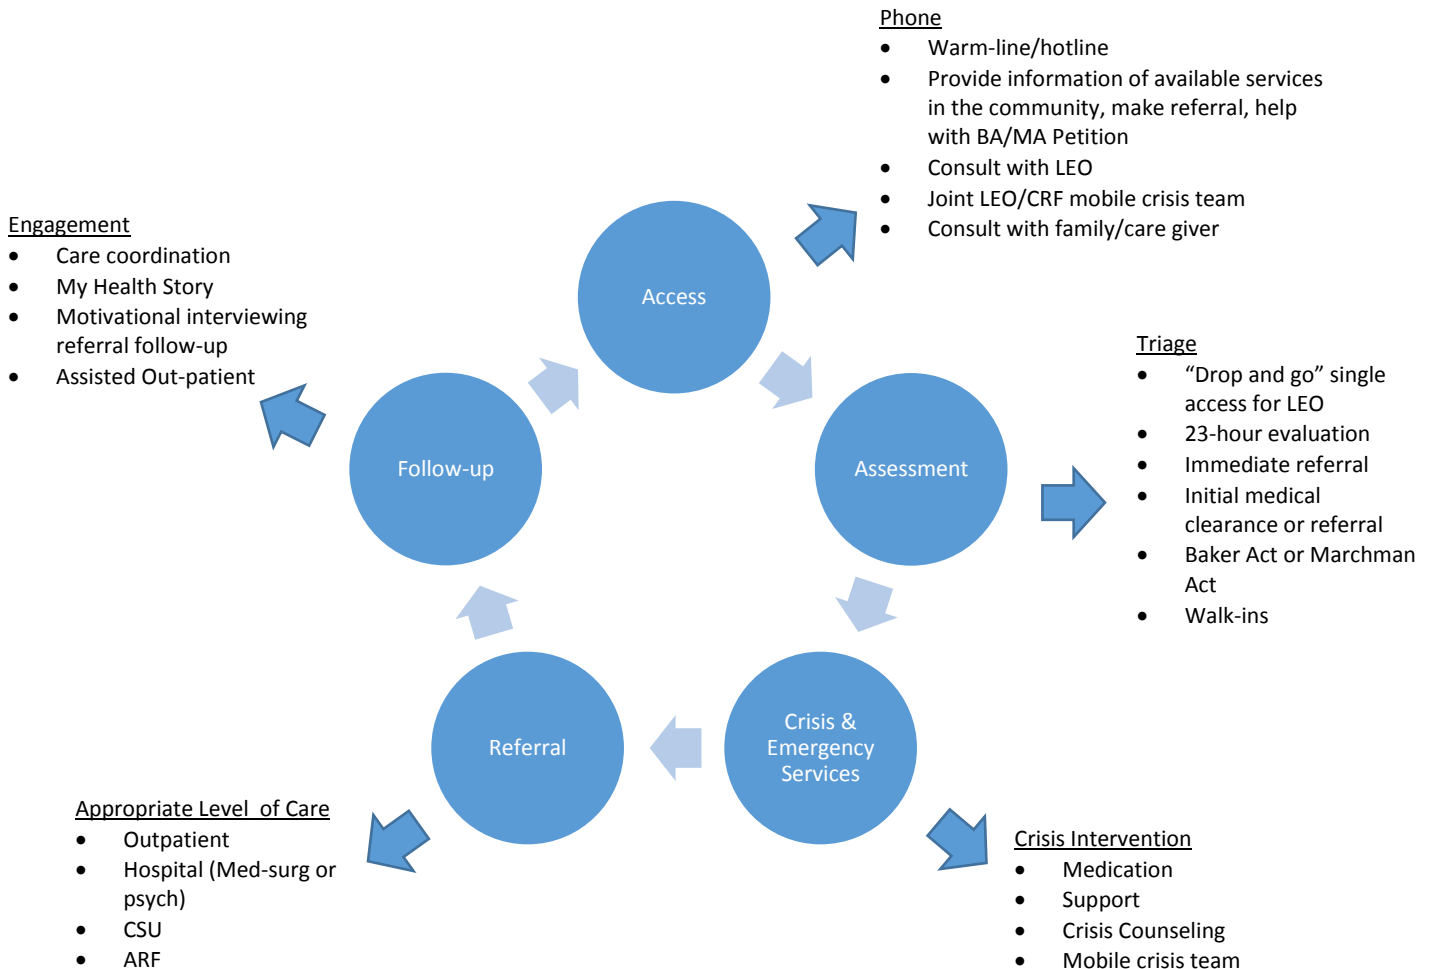 Phone
• Warm-line/hotline
• Provide information of available services
in the community, make referral, help
with BA/MA Petition
• Consult with LEO
• Joint LEO/CRF mobile crisis team
• Consult with family/care giver
Access
Triage
• “Drop and go” single
access for LEO
• 23-hour evaluation
• Immediate referral
• Initial medical
clearance or referral
• Baker Act or Marchman
Act
• Walk-ins
Assessment
Crisis &
Emergency
Services
Crisis Intervention
• Medication
• Support
• Crisis Counseling
• Mobile crisis team
Referral
Appropriate Level of Care
• Outpatient
• Hospital (Med-surg or
psych)
• CSU
• ARF
Follow-up
Engagement
• Care coordination
• My Health Story
• Motivational interviewing
referral follow-up
• Assisted Out-patient